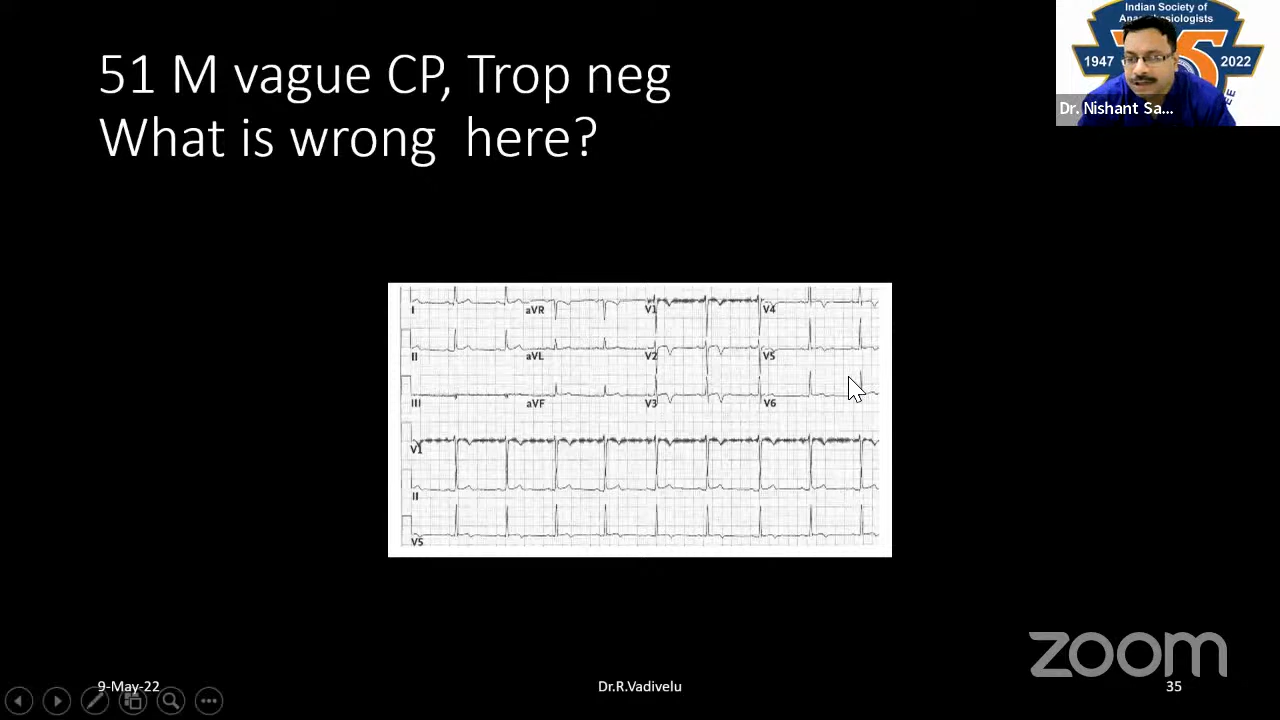 51 M vague CP, Trop neg
What is wrong here?
Indian Society of
1947
2022
Dr. Nishant Sa...
I
aVR
V1
V4
II
aVL
V2
V5
III
aVF
V3
V6
V1
II
V5
zoom
9-May-22
Dr.R.Vadivelu
35